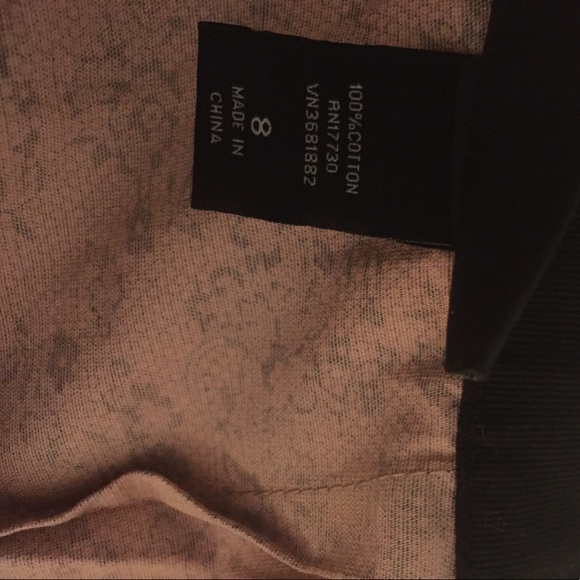 100%COTTON
RN17730
VN3681882
8
MADE IN
CHINA